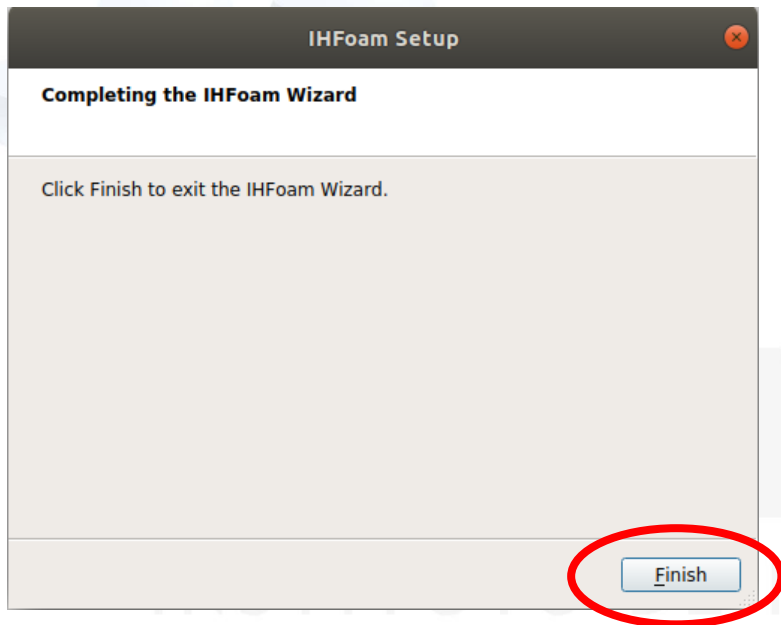 IHFoam Setup
Completing the IHFoam Wizard
Click Finish to exit the IHFoam Wizard.
Finish